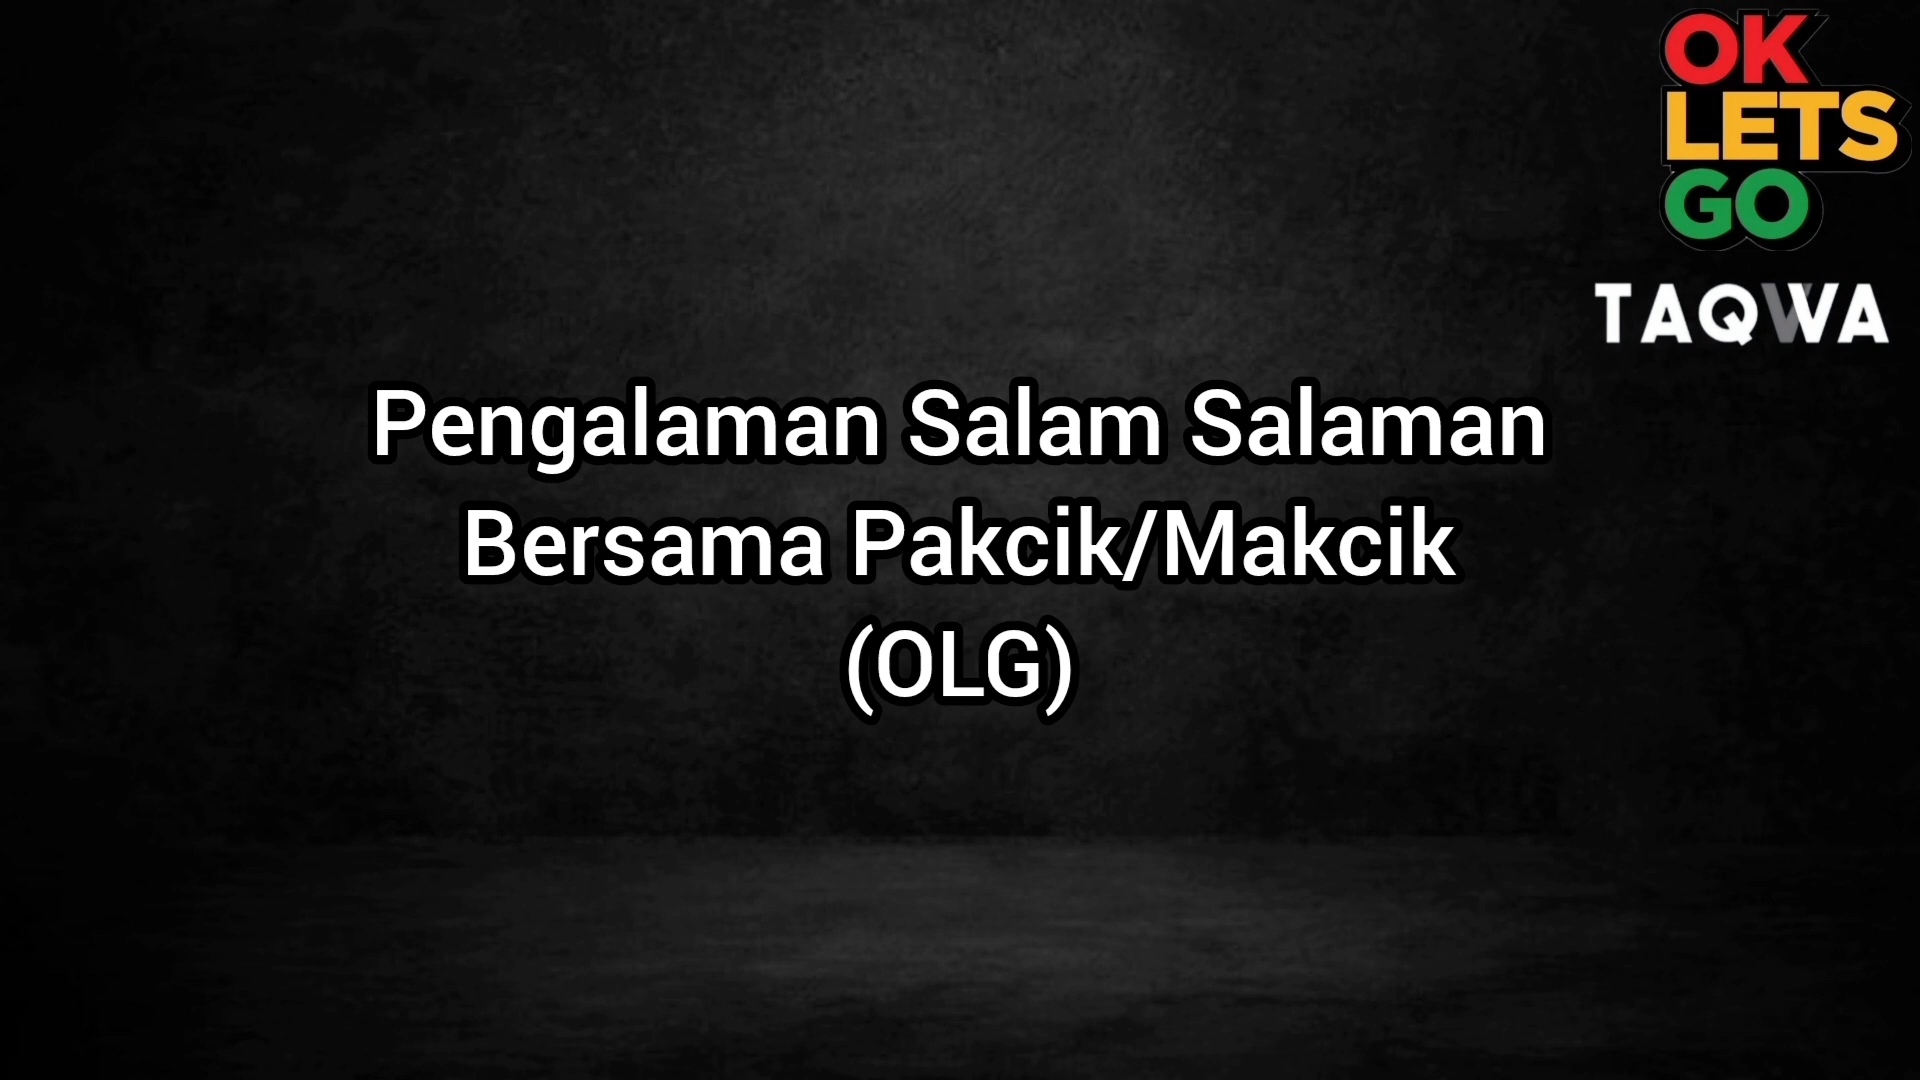 OK
LETS
GO
TAQWA
Pengalaman Salam Salaman
Bersama Pakcik/Makcik
(OLG)